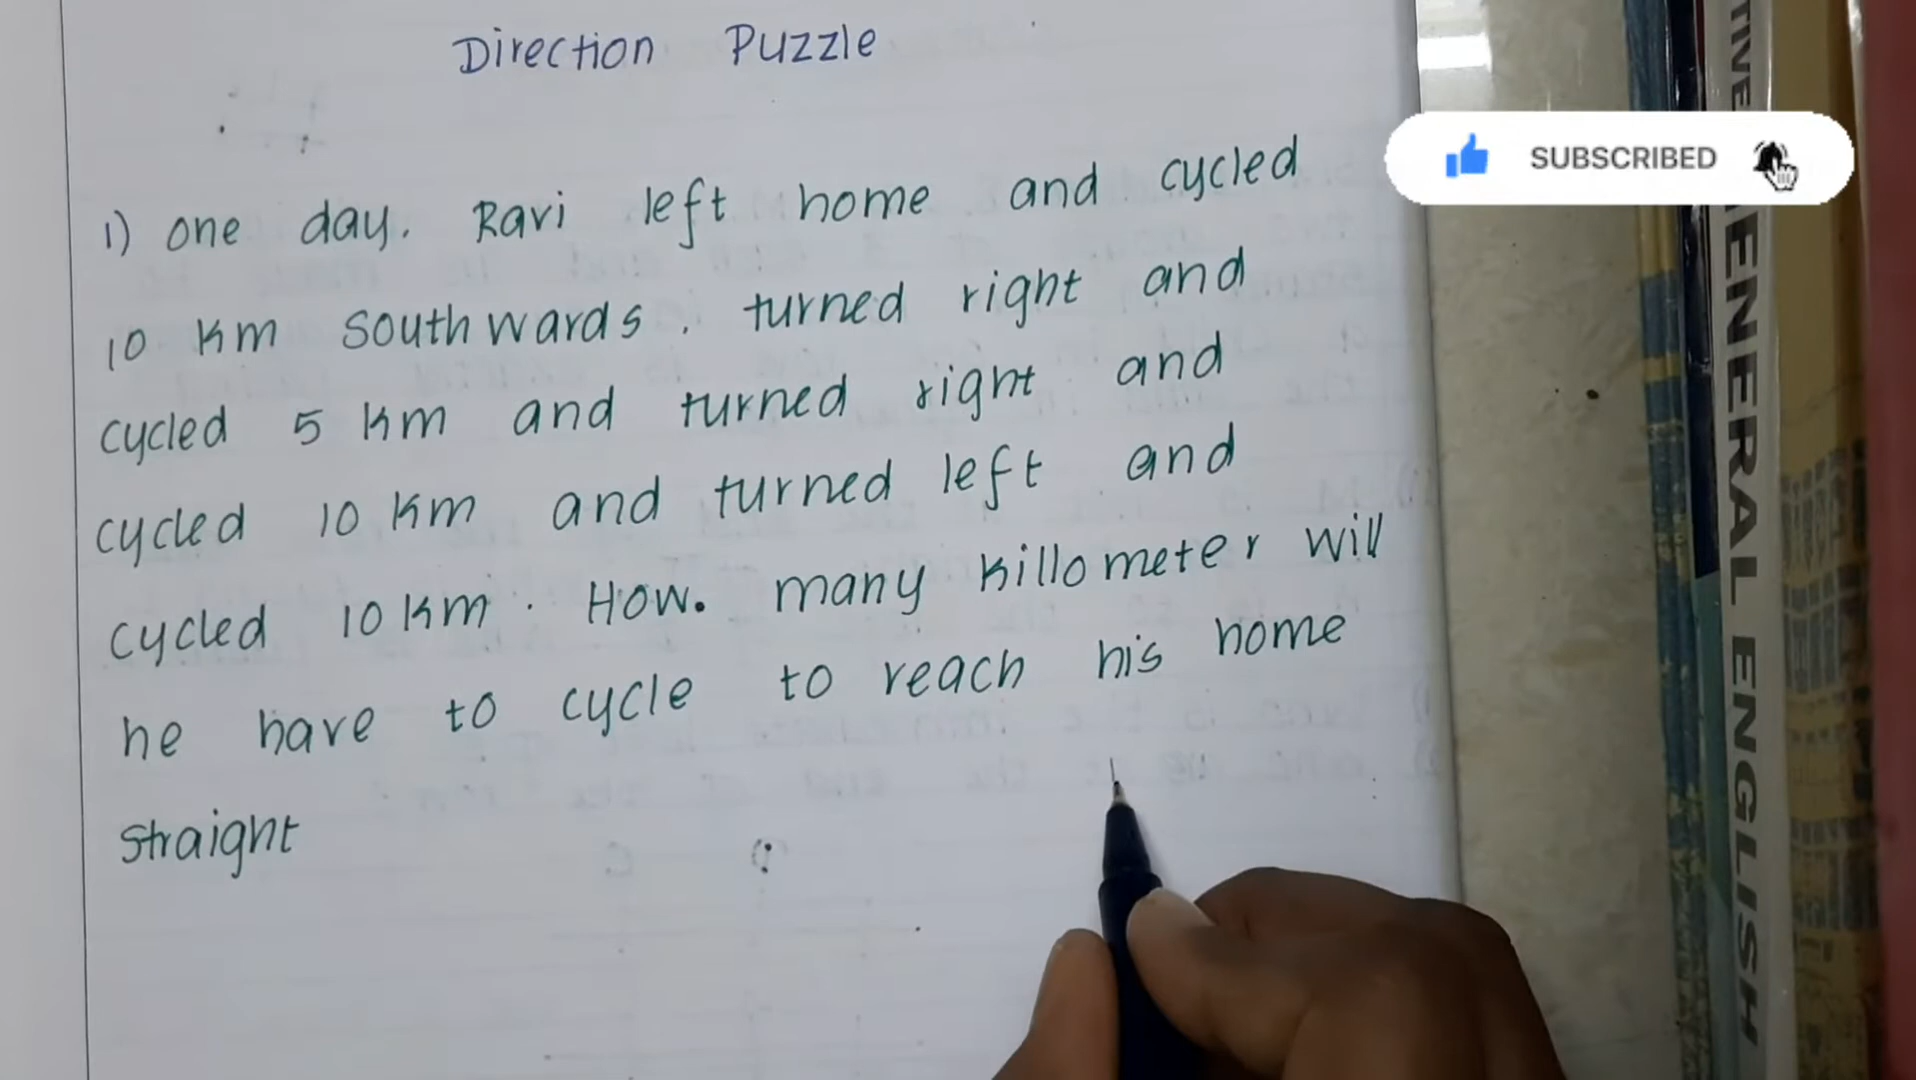 Direction Puzzle
1) one day. Ravi left home and cycled
10 km southwards. turned right and
cycled 5 km and turned right and
cycled 10 km and turned left and
cycled 10 km. How. many killometer will
he have to cycle to reach his home
straight
SUBSCRIBED
TIVE
ENERAL ENGLISH